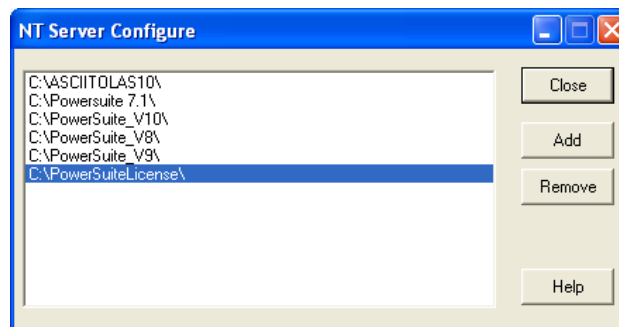 NT Server Configure
C:\ASCIITOLAS10\
C:\Powersuite 7.1\
C:\PowerSuite_V10\
C:\PowerSuite_V8\
C:\PowerSuite_V9\
C:\PowerSuiteLicense\
Close
Add
Remove
Help